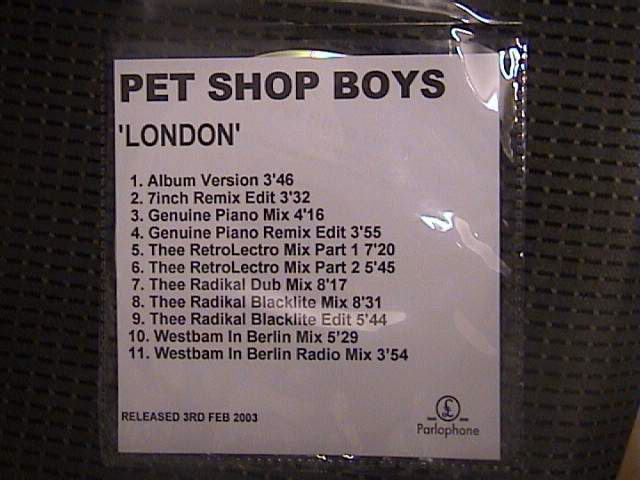 PET SHOP BOYS
'LONDON'
1. Album Version 3'46
2. 7inch Remix Edit 3'32
3. Genuine Piano Mix 4'16
4. Genuine Piano Remix Edit 3'55
5. Thee RetroLectro Mix Part 1 7'20
6. Thee RetroLectro Mix Part 2 5'45
7. Thee Radikal Dub Mix 8'17
8. Thee Radikal Blacklite Mix 8'31
9. Thee Radikal Blacklite Edit 5'44
10. Westbam In Berlin Mix 5'29
11. Westbam In Berlin Radio Mix 3'54
RELEASED 3RD FEB 2003
£
Parlophone